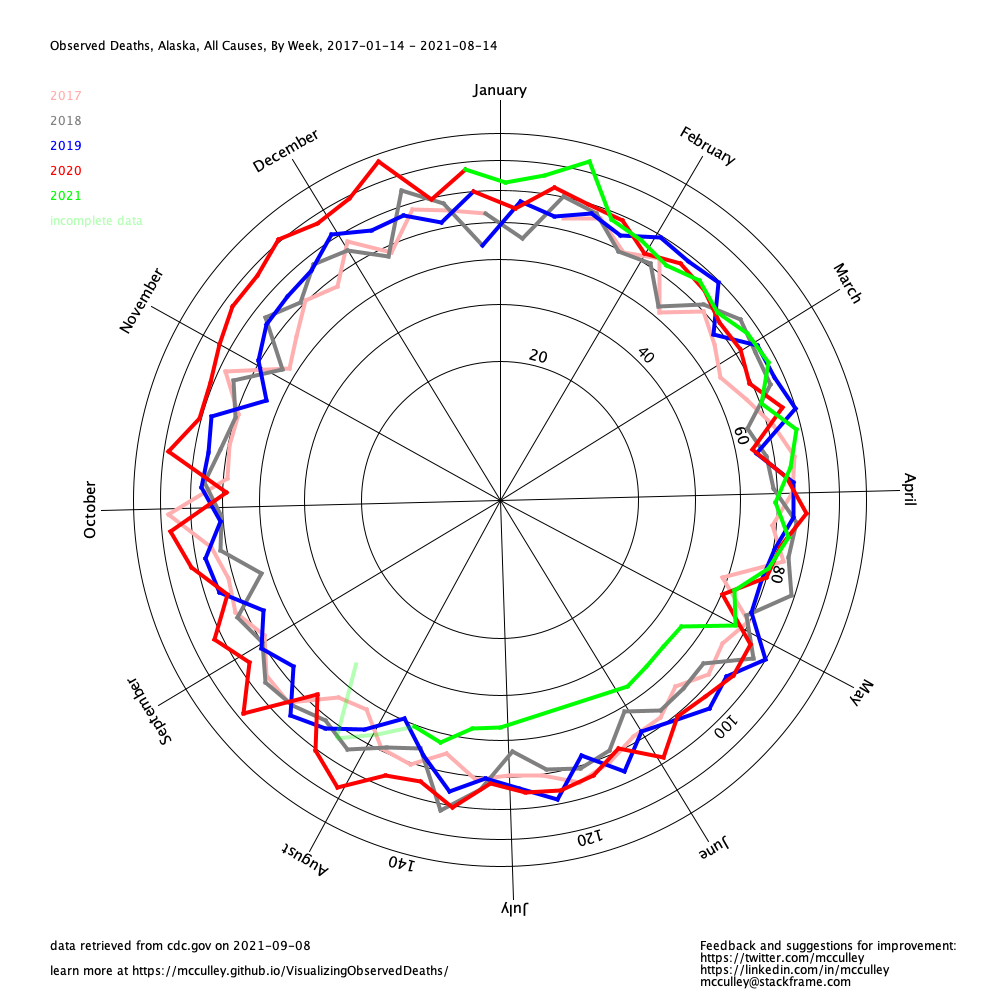 Observed Deaths, Alaska, All Causes, By Week, 2017-01-14 - 2021-08-14
2017
2018
2019
2020
2021
incomplete data
January
February
March
April
May
June
July
August
September
October
November
December
20
40
60
80
100
120
140
data retrieved from cdc.gov on 2021-09-08
learn more at https://mcculley.github.io/VisualizingObservedDeaths/
Feedback and suggestions for improvement:
https://twitter.com/mcculley
https://linkedin.com/in/mcculley
mcculley@stackframe.com